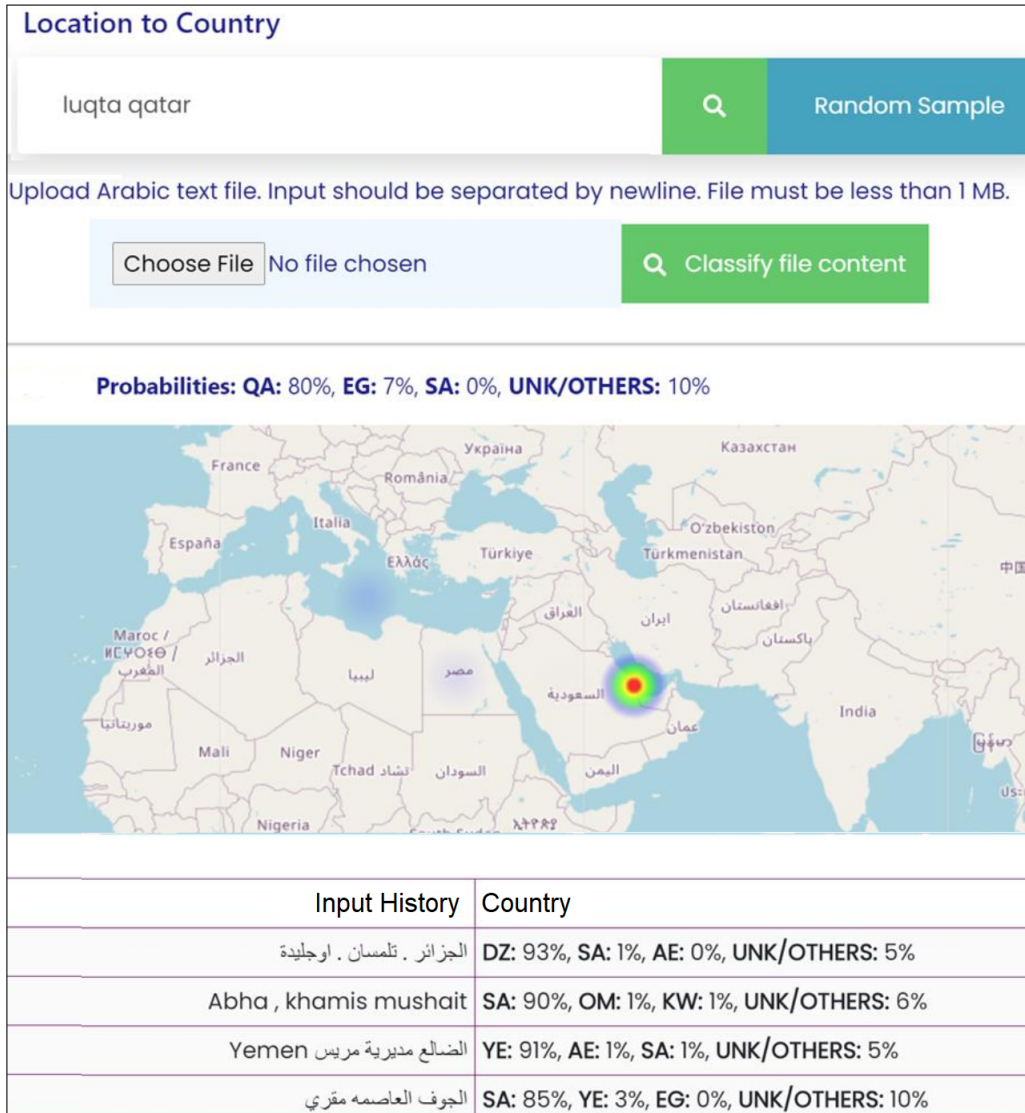 Location to Country
luqta qatar
Random Sample
Upload Arabic text file. Input should be separated by newline. File must be less than 1 MB.
Choose File No file chosen
Classify file content
Probabilities: QA: 80%, EG: 7%, SA: 0%, UNK/OTHERS: 10%
Україна
Казахстан
France
România
Italia
O'zbekiston
España
Ελλάς
Türkiye
Türkmenistan
العراق
ایران
افغانستان
پاکستان
Maroc /
ⵍⵎⵖⵔⵉⴱ /
المغرب
الجزائر
ليبيا
مصر
السعودية
India
موريتانيا
عمان
Mali
Niger
Tchad تشاد
السودان
اليمن
Nigeria
South Sudan
Input History Country
الجزائر . تلمسان . اوجليدة DZ: 93%, SA: 1%, AE: 0%, UNK/OTHERS: 5%
Abha , khamis mushait SA: 90%, OM: 1%, KW: 1%, UNK/OTHERS: 6%
الضالع مديرية مريس Yemen YE: 91%, AE: 1%, SA: 1%, UNK/OTHERS: 5%
الجوف العاصمه مقري SA: 85%, YE: 3%, EG: 0%, UNK/OTHERS: 10%